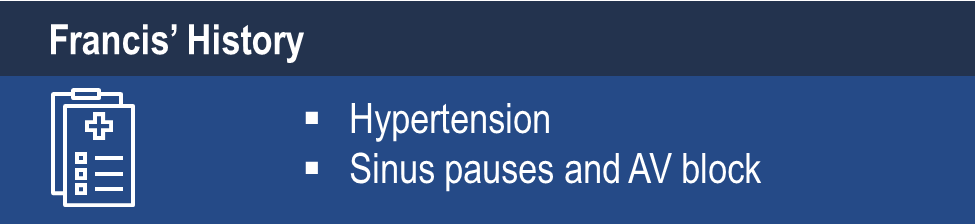 Francis’ History
▪ Hypertension
▪ Sinus pauses and AV block